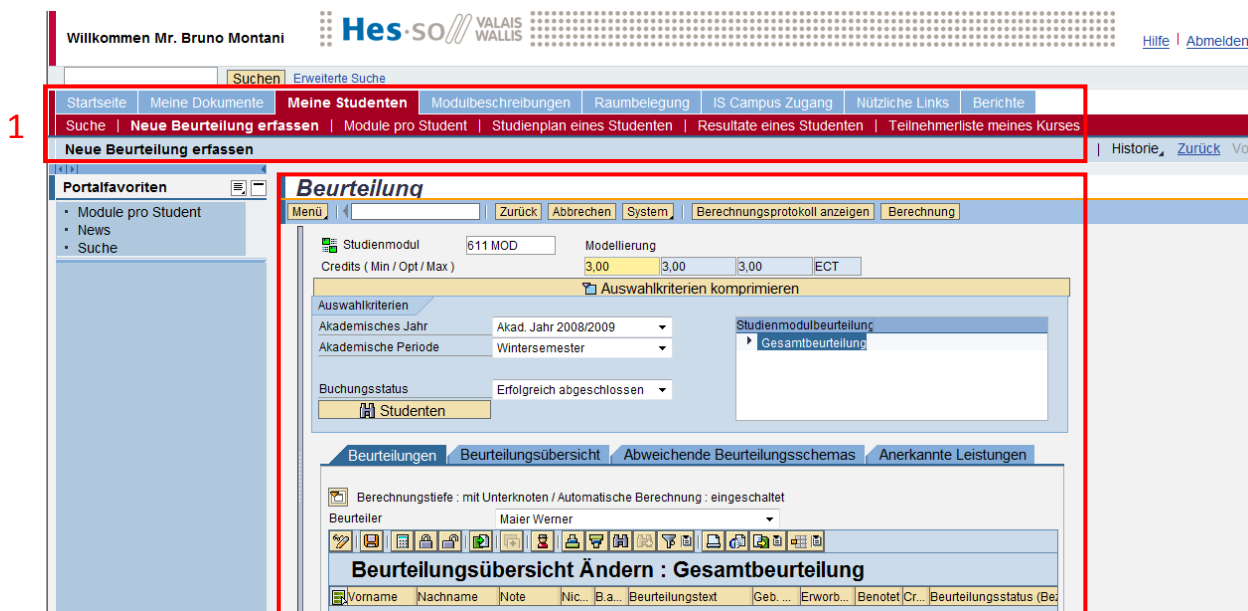 Willkommen Mr. Bruno Montani
Hes·so VALAIS WALLIS
Hilfe | Abmelden
Suchen Erweiterte Suche
Startseite Meine Dokumente Meine Studenten Modulbeschreibungen Raumbelegung IS Campus Zugang Nützliche Links Berichte
1
Suche | Neue Beurteilung erfassen | Module pro Student | Studienplan eines Studenten | Resultate eines Studenten | Teilnehmerliste meines Kurses
Neue Beurteilung erfassen
| Historie Zurück Vo
Portalfavoriten
Module pro Student
News
Suche
Beurteilung
Menü Zurück Abbrechen System Berechnungsprotokoll anzeigen Berechnung
Studienmodul 611 MOD Modellierung
Credits ( Min / Opt / Max ) 3,00 3,00 3,00 ECT
Auswahlkriterien komprimieren
Auswahlkriterien
Akademisches Jahr Akad. Jahr 2008/2009
Akademische Periode Wintersemester
Buchungsstatus Erfolgreich abgeschlossen
Studenten
Studienmodulbeurteilung
Gesamtbeurteilung
Beurteilungen Beurteilungsübersicht Abweichende Beurteilungsschemas Anerkannte Leistungen
Berechnungstiefe : mit Unterknoten / Automatische Berechnung : eingeschaltet
Beurteiler Maier Werner
Beurteilungsübersicht Ändern : Gesamtbeurteilung
Vorname Nachname Note Nic... B.a... Beurteilungstext Geb. ... Erworb... Benotet Cr... Beurteilungsstatus (Bez